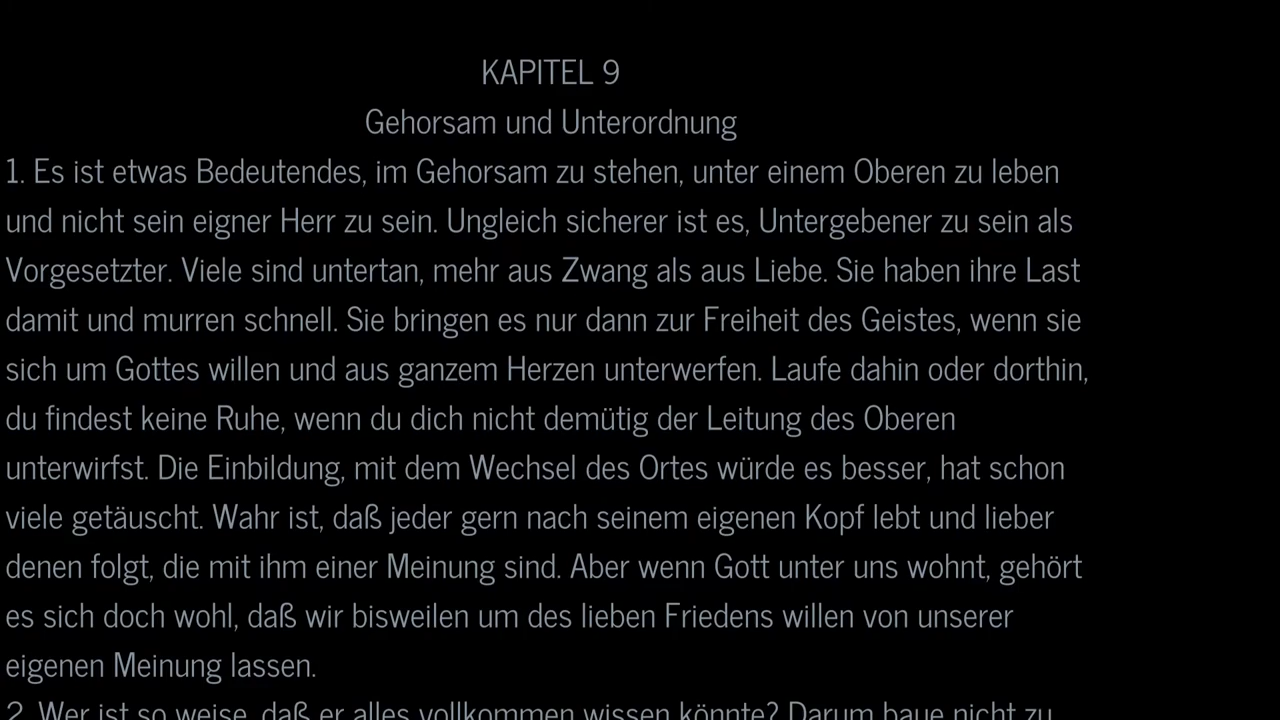 KAPITEL 9
Gehorsam und Unterordnung
1. Es ist etwas Bedeutendes, im Gehorsam zu stehen, unter einem Oberen zu leben
und nicht sein eigner Herr zu sein. Ungleich sicherer ist es, Untergebener zu sein als
Vorgesetzter. Viele sind untertan, mehr aus Zwang als aus Liebe. Sie haben ihre Last
damit und murren schnell. Sie bringen es nur dann zur Freiheit des Geistes, wenn sie
sich um Gottes willen und aus ganzem Herzen unterwerfen. Laufe dahin oder dorthin,
du findest keine Ruhe, wenn du dich nicht demütig der Leitung des Oberen
unterwirfst. Die Einbildung, mit dem Wechsel des Ortes würde es besser, hat schon
viele getäuscht. Wahr ist, daß jeder gern nach seinem eigenen Kopf lebt und lieber
denen folgt, die mit ihm einer Meinung sind. Aber wenn Gott unter uns wohnt, gehört
es sich doch wohl, daß wir bisweilen um des lieben Friedens willen von unserer
eigenen Meinung lassen.
2. Wer ist so weise, daß er alles vollkommen wissen könnte? Darum baue nicht zu